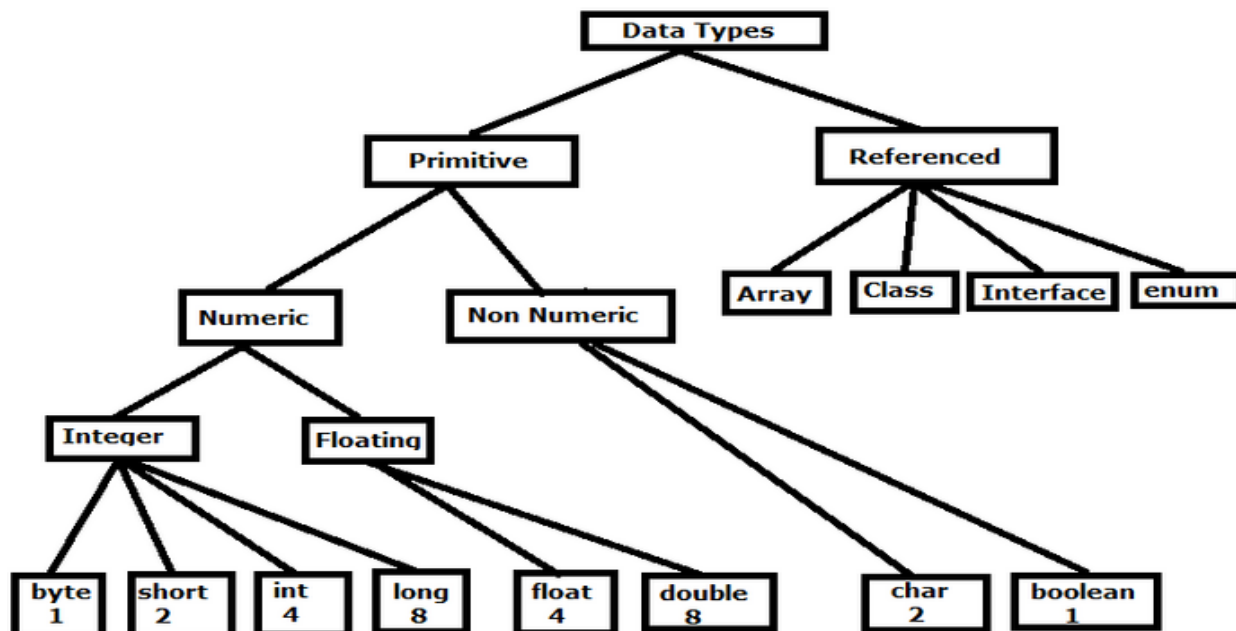 Data Types
Primitive
Referenced
Array
Class
Interface
enum
Numeric
Non Numeric
Integer
Floating
byte
1
short
2
int
4
long
8
float
4
double
8
char
2
boolean
1